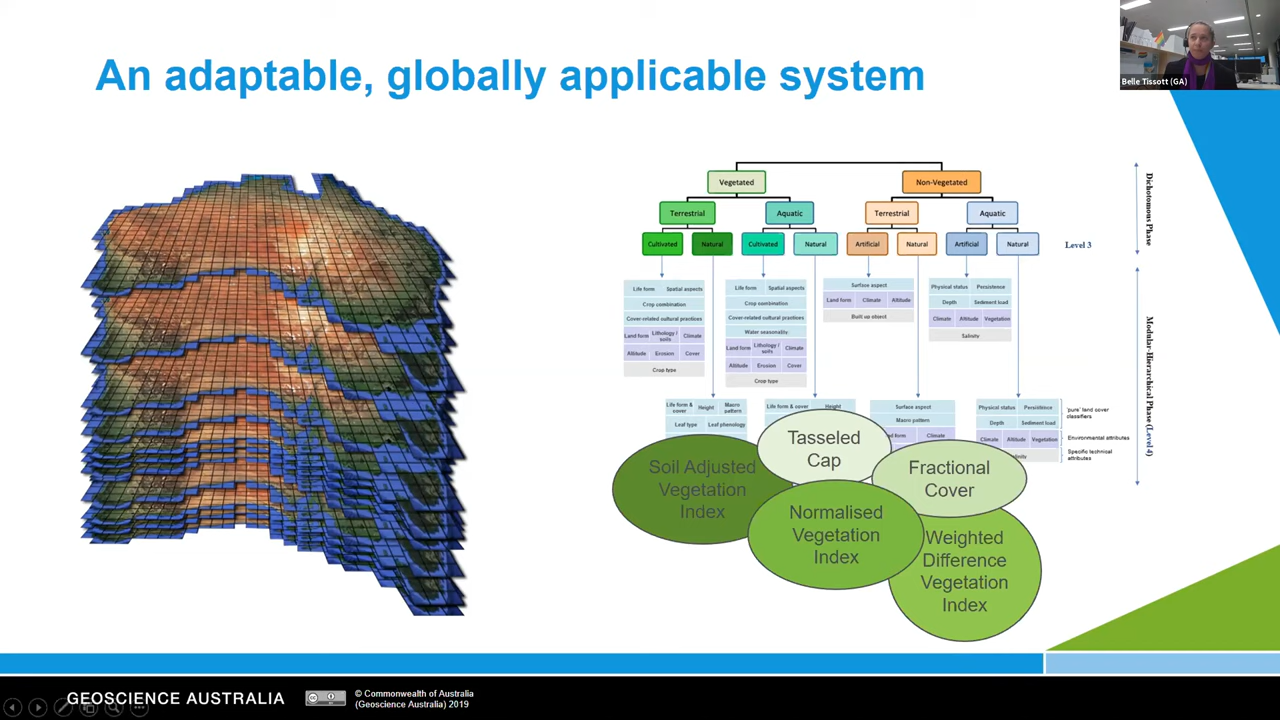 An adaptable, globally applicable system
Belle Tissott (GA)
Vegetated
Non-Vegetated
Terrestrial
Aquatic
Terrestrial
Aquatic
Cultivated
Natural
Cultivated
Natural
Artificial
Natural
Artificial
Natural
Level 3
Dichotomous Phase
Life form Spatial aspects
Crop combination
Cover-related cultural practices
Land form Lithology / soils Climate
Altitude Erosion Cover
Crop type
Life form Spatial aspects
Crop combination
Cover-related cultural practices
Water seasonality
Land form Lithology / soils Climate
Altitude Erosion Cover
Crop type
Surface aspect
Land form Climate Altitude
Built up object
Physical status Persistence
Depth Sediment load
Climate Altitude Vegetation
Salinity
Modular-Hierarchical Phase (Level 4)
Life form & cover Height Macro pattern
Leaf type Leaf phenology
Life form & cover Height
Surface aspect
Macro pattern
Climate
Physical status Persistence
Depth Sediment load
Climate Altitude Vegetation
'pure' land cover classifiers
Environmental attributes
Specific technical attributes
Soil Adjusted
Vegetation
Index
Tasseled
Cap
Fractional
Cover
Normalised
Vegetation
Index
Weighted
Difference
Vegetation
Index
GEOSCIENCE AUSTRALIA
© Commonwealth of Australia
(Geoscience Australia) 2019